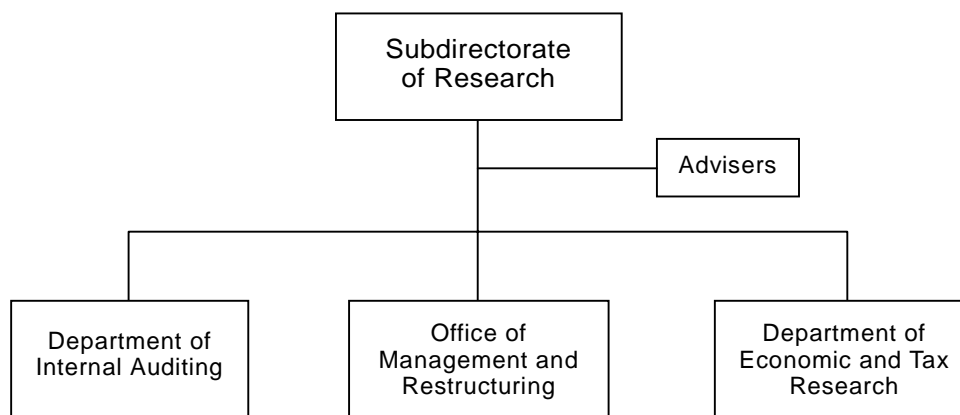 Subdirectorate
of Research
Advisers
Department of
Internal Auditing
Office of
Management and
Restructuring
Department of
Economic and Tax
Research